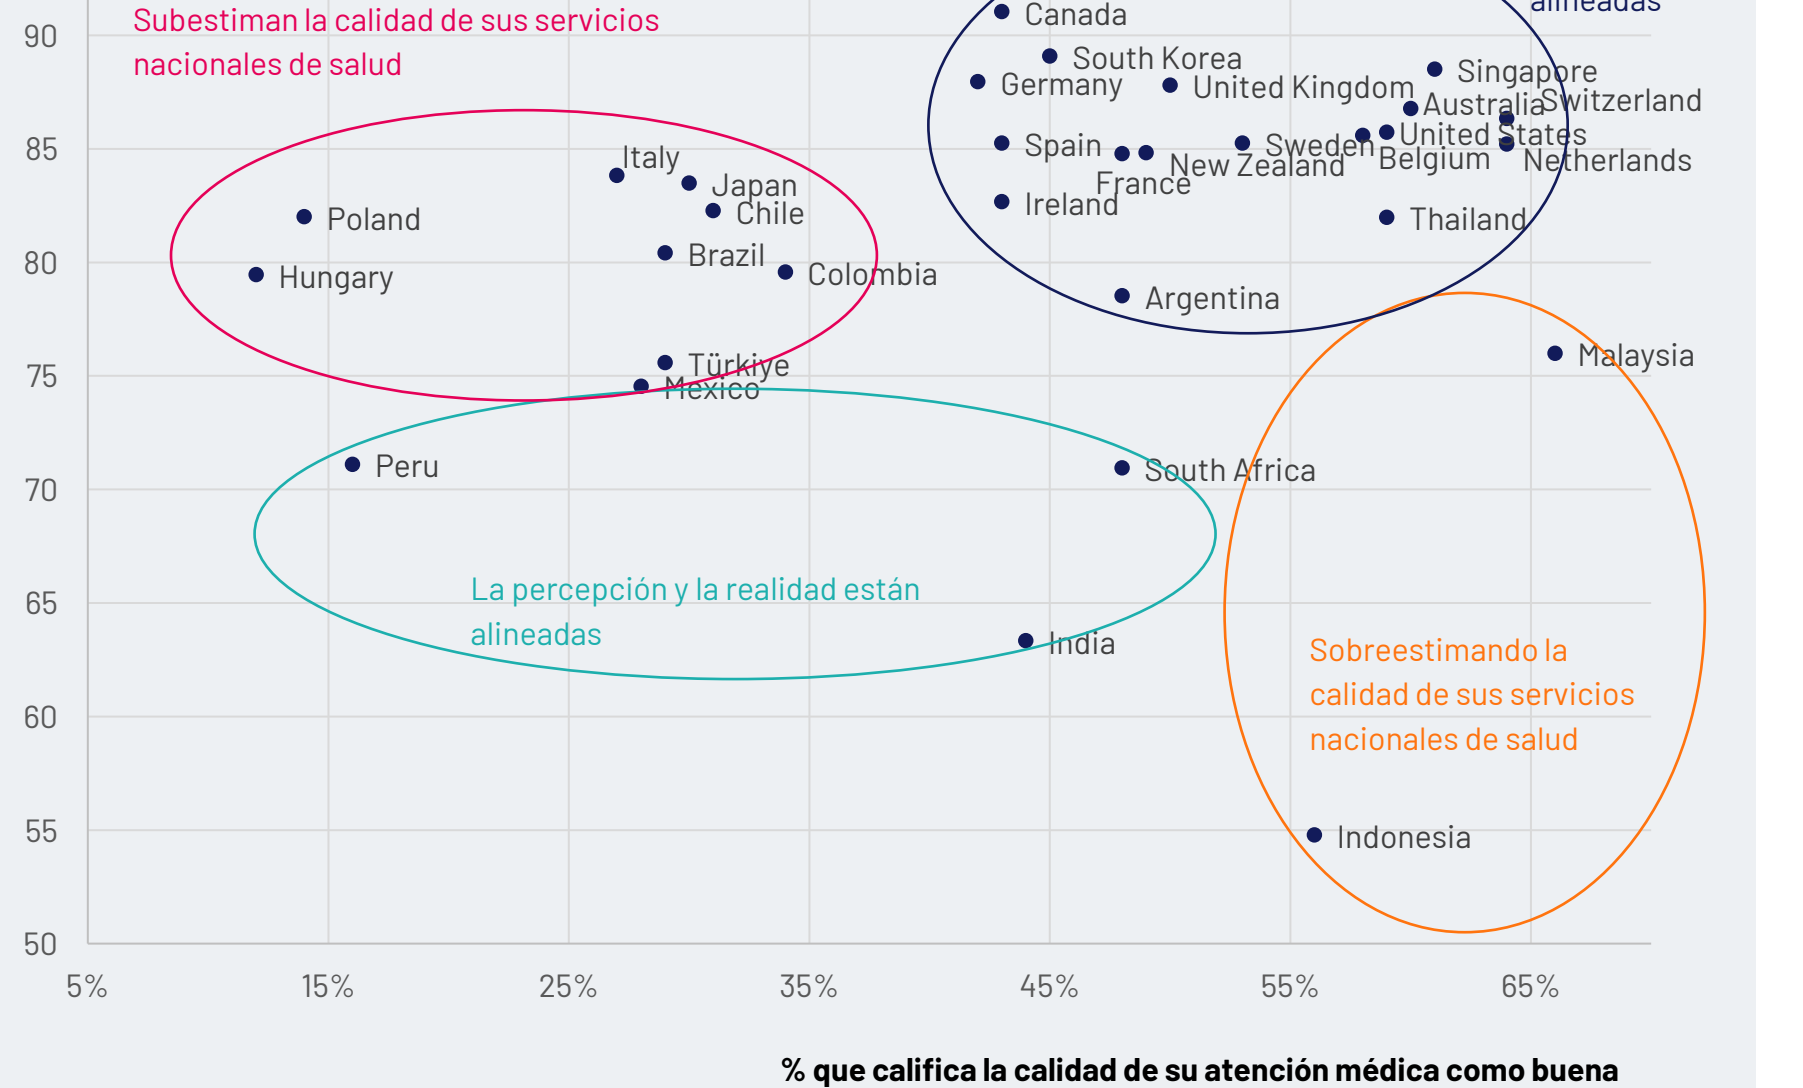 alineadas
Subestiman la calidad de sus servicios
nacionales de salud
90
Canada
South Korea
Germany
United Kingdom
Singapore
Australia
Switzerland
85
Spain
Sweden
United States
Belgium
Netherlands
New Zealand
France
Ireland
Thailand
Italy
Japan
Chile
Poland
Brazil
80
Hungary
Colombia
Argentina
Malaysia
75
Türkiye
Mexico
Peru
South Africa
70
La percepción y la realidad están
alineadas
65
India
Sobreestimando la
calidad de sus servicios
nacionales de salud
60
55
Indonesia
50
5% 15% 25% 35% 45% 55% 65%
% que califica la calidad de su atención médica como buena